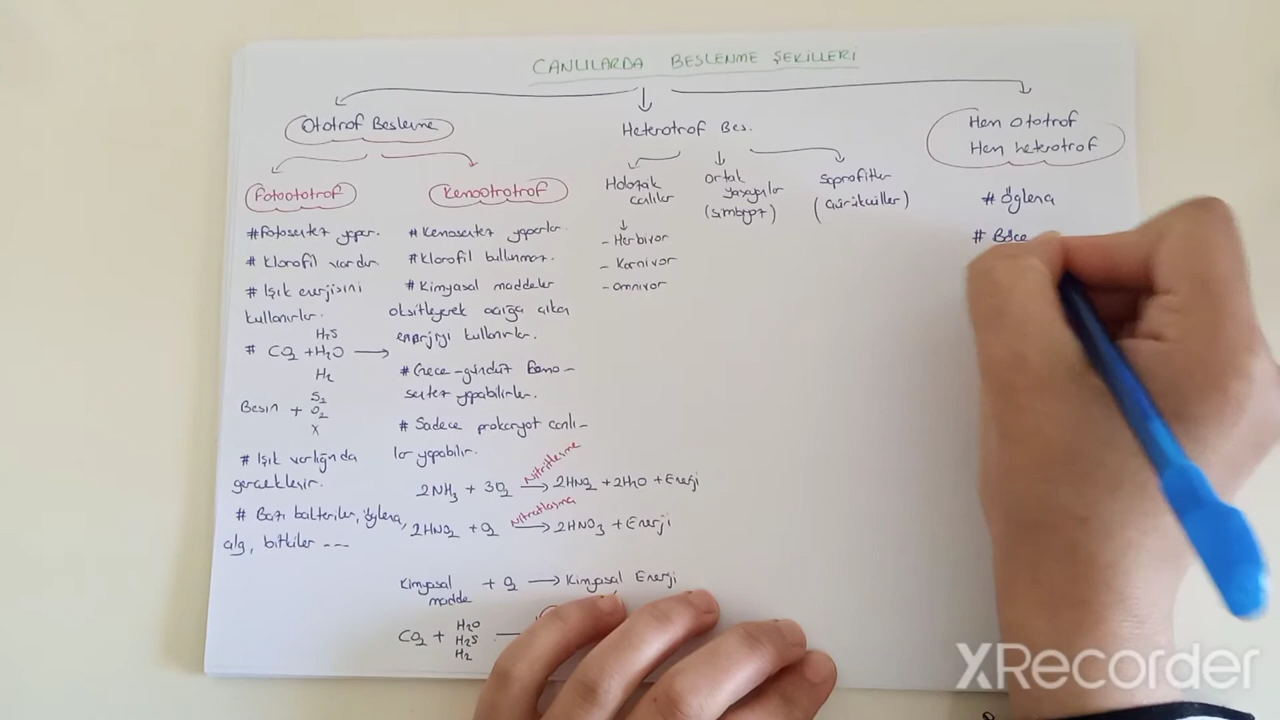 CANLILARDA BESLENME ŞEKİLLERİ
Ototrof Beslenme
Fotoototrof
#Fotosentez yapar.
# Klorofil vardır
# Işık enerjisini
kullanırlar.
H₂S
# CO₂ + H₂O →
H₂
S₂
Besin + O₂
X
# Işık varlığında
gerçekleşir.
# Bazı bakteriler, öglena,
alg, bitkiler ---
Kemoototrof
#Kemosentez yaparlar
#Klorofil bulunmaz.
# Kimyasal maddeler
oksitleyerek açığa çıkan
enerjiyi kullanırlar.
#Gece-gündüz kemo-
sentez yapabilirler.
# Sadece prokaryot canlı-
lar yapabilir.
2NH₃ + 3O₂ Nitritleşme → 2HNO₂ + 2H₂O + Enerji
2HNO₂ + O₂ Nitratlaşma → 2HNO₃ + Enerji
Kimyasal madde + O₂ → Kimyasal Enerji
H₂O
CO₂ + H₂S
H₂
Heterotrof Bes.
Holozoik
canlılar
- Herbivor
- Karnivor
- Omnivor
Ortak
yaşayanlar
(simbiyoz)
Saprofitler
(Çürükçüller)
Hem ototrof
Hem heterotrof
# Öglena
# Böce
XRecorder